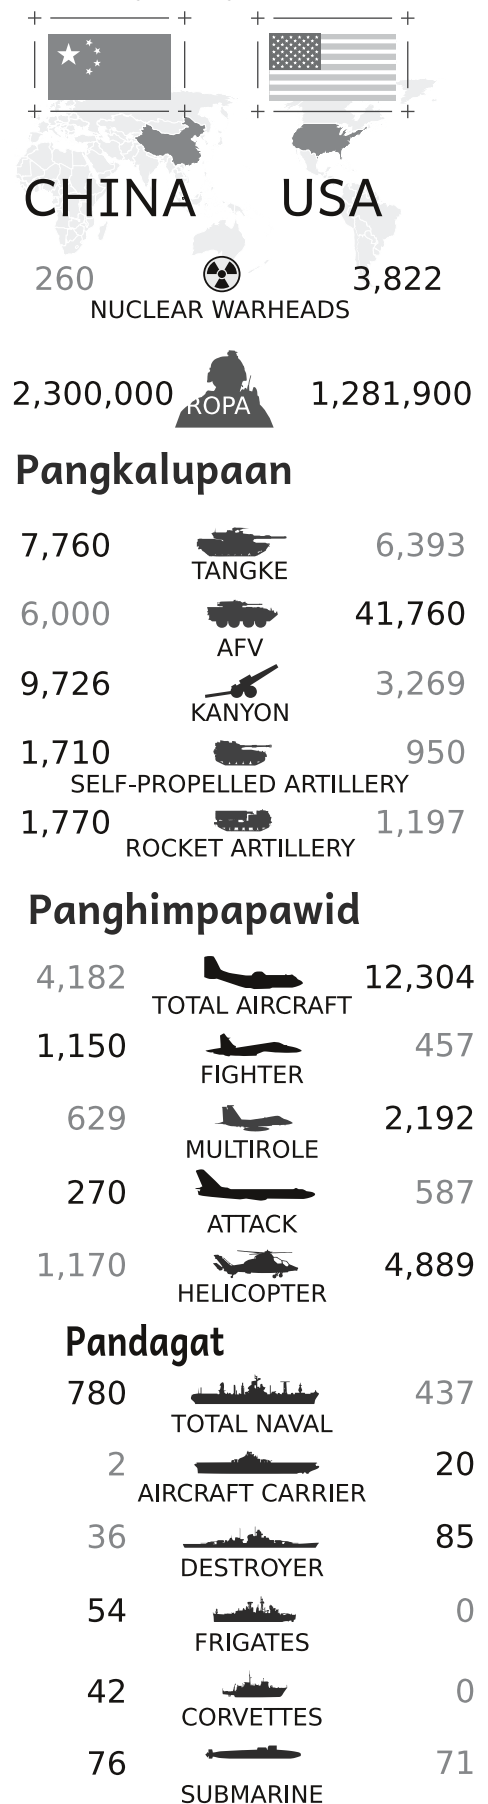 CHINA USA
260 3,822
NUCLEAR WARHEADS
2,300,000 ROPA 1,281,900
Pangkalupaan
7,760 6,393
TANGKE
6,000 41,760
AFV
9,726 3,269
KANYON
1,710 950
SELF-PROPELLED ARTILLERY
1,770 1,197
ROCKET ARTILLERY
Panghimpapawid
4,182 12,304
TOTAL AIRCRAFT
1,150 457
FIGHTER
629 2,192
MULTIROLE
270 587
ATTACK
1,170 4,889
HELICOPTER
Pandagat
780 437
TOTAL NAVAL
2 20
AIRCRAFT CARRIER
36 85
DESTROYER
54 0
FRIGATES
42 0
CORVETTES
76 71
SUBMARINE